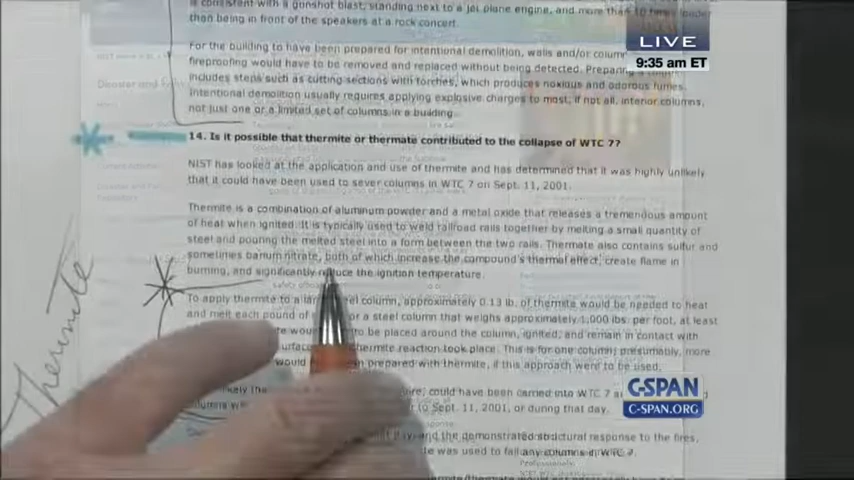 is consistent with a gunshot blast, standing next to a jet plane engine, and more than 10 times louder
than being in front of the speakers at a rock concert.
For the building to have been prepared for intentional demolition, walls and/or column
fireproofing would have to be removed and replaced without being detected. Preparing a column
includes steps such as cutting sections with torches, which produces noxious and odorous fumes.
Intentional demolition usually requires applying explosive charges to most, if not all, interior columns,
not just one or a limited set of columns in a building.
LIVE
9:35 am ET
14. Is it possible that thermite or thermate contributed to the collapse of WTC 7?
NIST has looked at the application and use of thermite and has determined that it was highly unlikely
that it could have been used to sever columns in WTC 7 on Sept. 11, 2001.
Thermite is a combination of aluminum powder and a metal oxide that releases a tremendous amount
of heat when ignited. It is typically used to weld railroad rails together by melting a small quantity of
steel and pouring the melted steel into a form between the two rails. Thermate also contains sulfur and
sometimes barium nitrate, both of which increase the compound's thermal effect, create flame in
burning, and significantly reduce the ignition temperature.
To apply thermite to a large steel column, approximately 0.13 lb. of thermite would be needed to heat
and melt each pound of for a steel column that weighs approximately 1,000 lbs. per foot, at least
to be placed around the column, ignited, and remain in contact with
thermite reaction took place. This is for one column; presumably, more
would prepared with thermite, if this approach were to be used.
could have been carried into WTC 7
to Sept. 11, 2001, or during that day.
and the demonstrated structural response to the fires,
was used to fail any columns in WTC 7.
Thermite
C-SPAN
C-SPAN.ORG